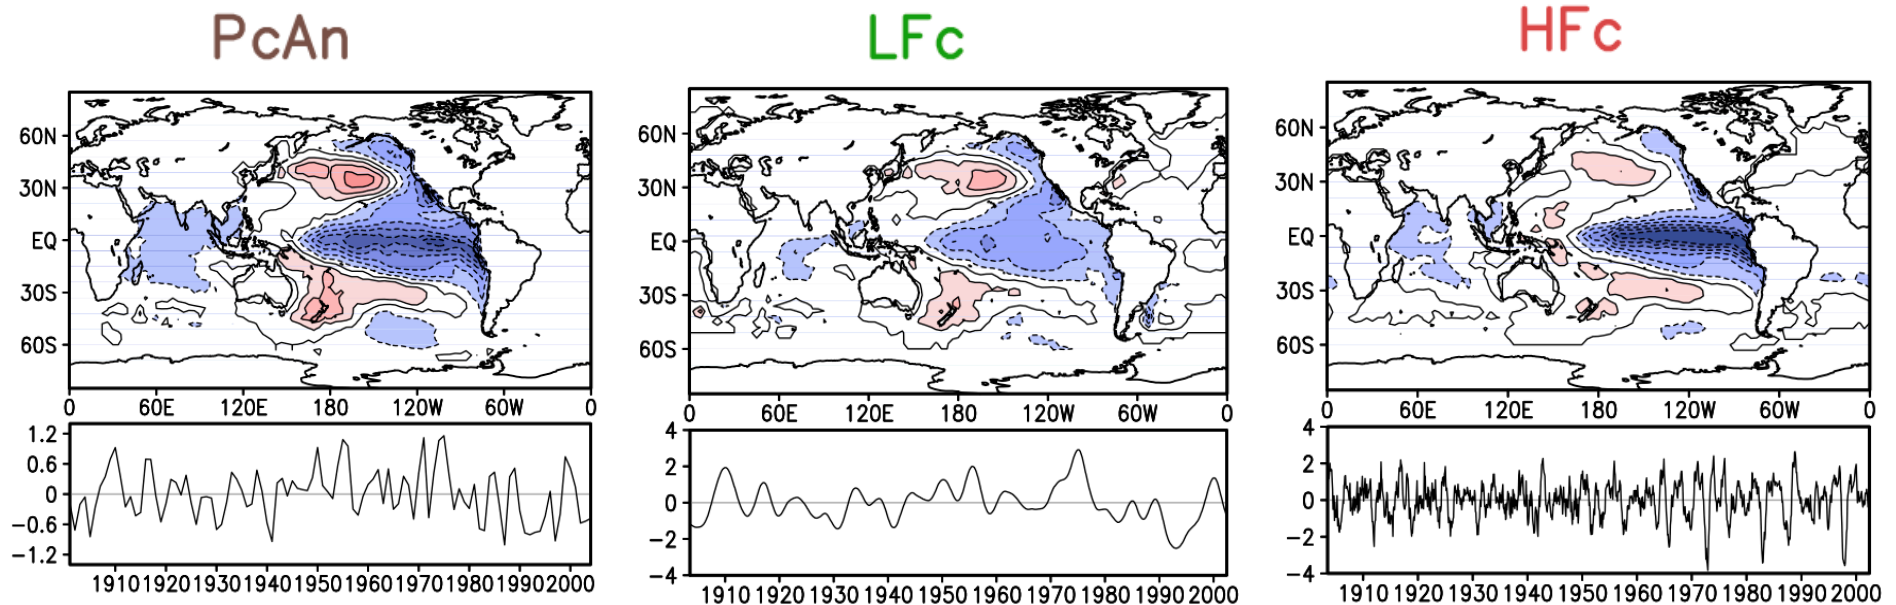 PcAn
LFc
HFc
60N
30N
EQ
30S
60S
0 60E 120E 180 120W 60W 0
60N
30N
EQ
30S
60S
0 60E 120E 180 120W 60W 0
60N
30N
EQ
30S
60S
0 60E 120E 180 120W 60W 0
1.2
0.6
0
−0.6
−1.2
1910 1920 1930 1940 1950 1960 1970 1980 1990 2000
4
2
0
−2
−4
1910 1920 1930 1940 1950 1960 1970 1980 1990 2000
4
2
0
−2
−4
1910 1920 1930 1940 1950 1960 1970 1980 1990 2000